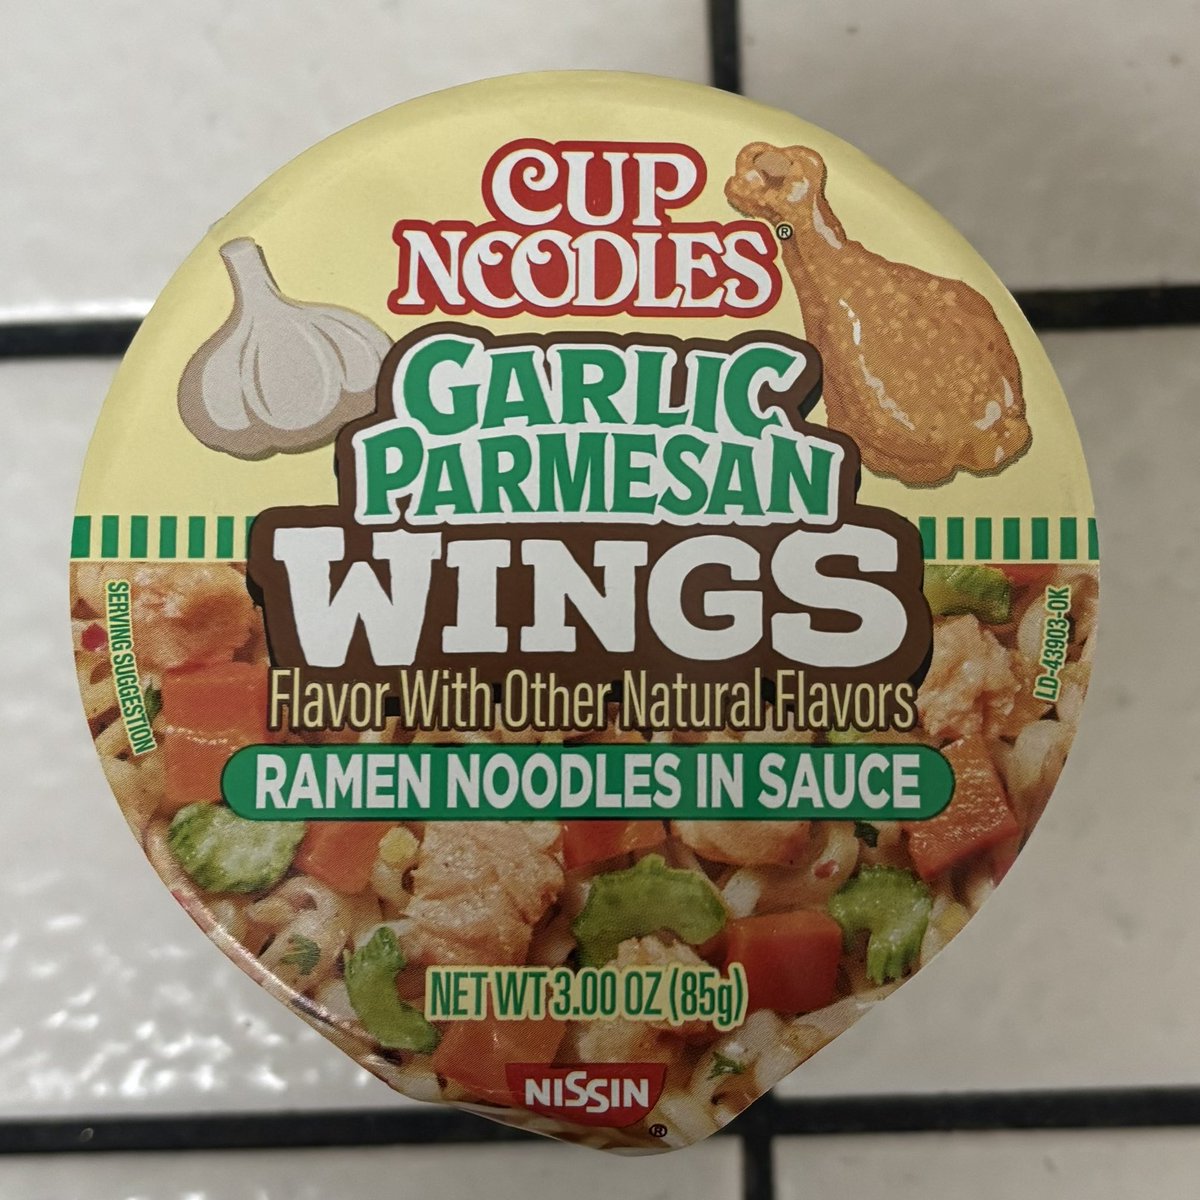 CUP
NOODLES®
GARLIC
PARMESAN
WINGS
Flavor With Other Natural Flavors
RAMEN NOODLES IN SAUCE
SERVING SUGGESTION
LD-43903-OK
NET WT 3.00 OZ (85g)
NISSIN
®